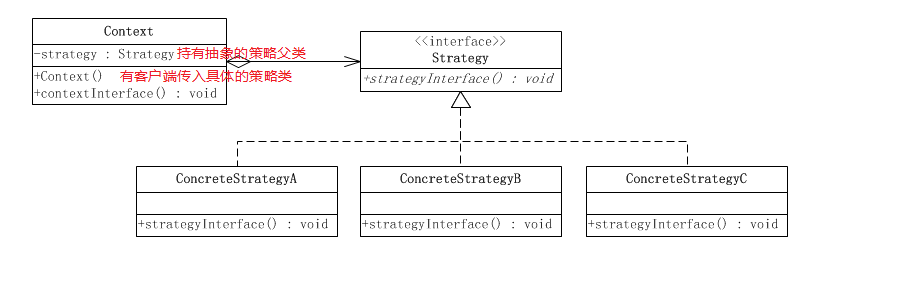 Context
-strategy : Strategy 持有抽象的策略父类
+Context() 有客户端传入具体的策略类
+contextInterface() : void
<<interface>>
Strategy
+strategyInterface() : void
ConcreteStrategyA
+strategyInterface() : void
ConcreteStrategyB
+strategyInterface() : void
ConcreteStrategyC
+strategyInterface() : void